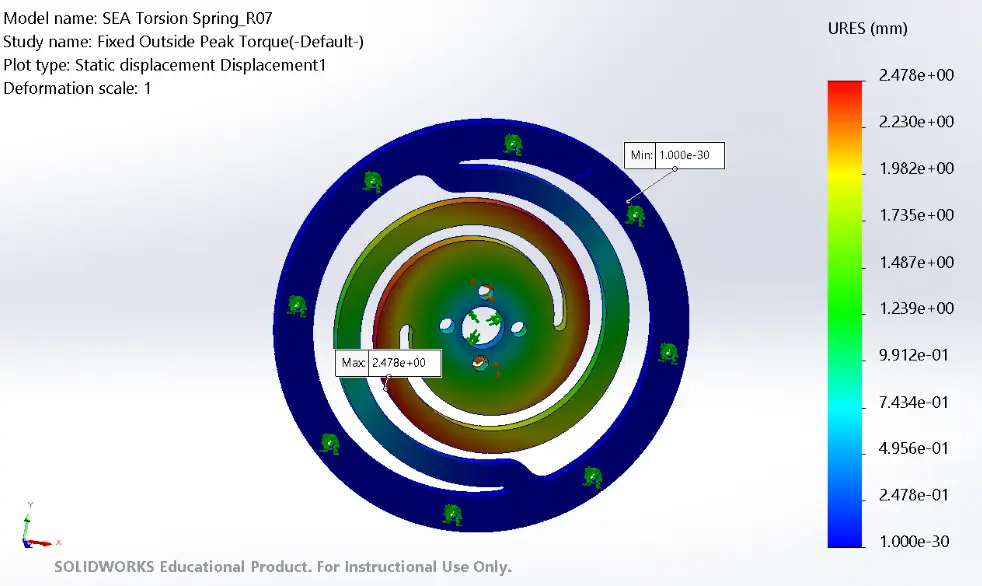 Model name: SEA Torsion Spring_R07
Study name: Fixed Outside Peak Torque(-Default-)
Plot type: Static displacement Displacement1
Deformation scale: 1
URES (mm)
2.478e+00
2.230e+00
1.982e+00
1.735e+00
1.487e+00
1.239e+00
9.912e-01
7.434e-01
4.956e-01
2.478e-01
1.000e-30
Min: 1.000e-30
Max: 2.478e+00
Y
X
SOLIDWORKS Educational Product. For Instructional Use Only.